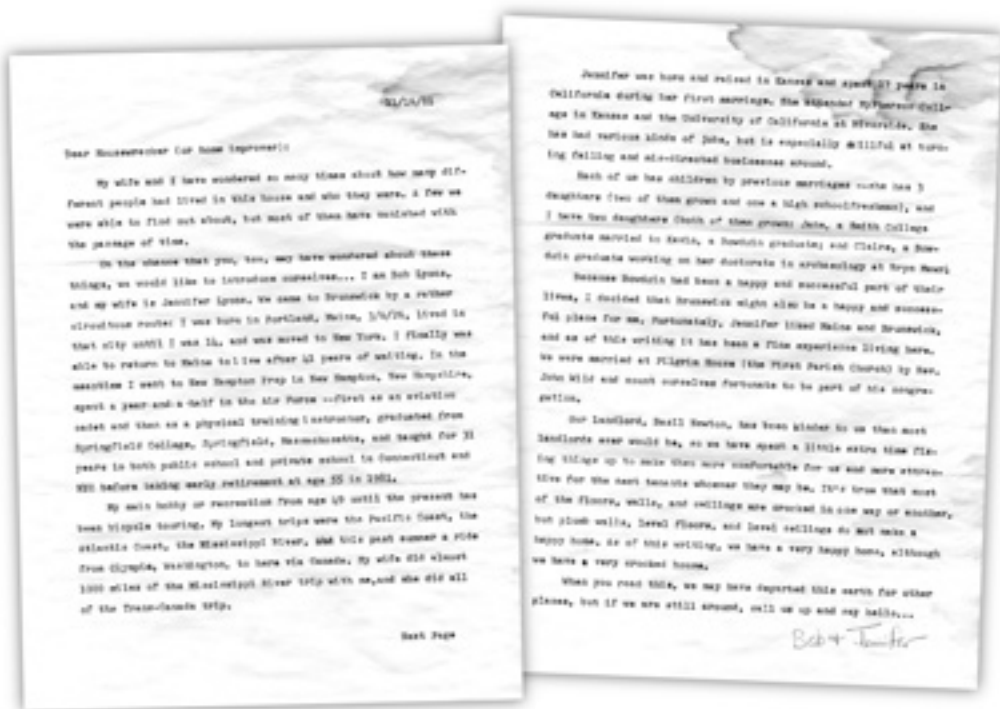 Dear Housewrecker (or home improver):
My wife and I have wondered so many times about how many dif-
ferent people had lived in this house and who they were. A few we
were able to find out about, but most of them have vanished with
the passage of time.
On the chance that you, too, may have wondered about these
things, we would like to introduce ourselves... I am Bob Lyons,
and my wife is Jennifer Lyons. We came to Brunswick by a rather
circuitous route: I was born in Portland, Maine, lived in
that city until I was 14, and was moved to New York. I finally was
able to return to Maine to live after 41 years of waiting. In the
meantime I went to New Hampton Prep in New Hampton, New Hampshire,
spent a year-and-a-half in the Air Force --first as an aviation
cadet and then as a physical training instructor, graduated from
Springfield College, Springfield, Massachusetts, and taught for 31
years in both public school and private school in Connecticut and
before taking early retirement at age 55 in 1981.
My main hobby or recreation from age 49 until the present has
been bicycle touring. My longest trips were the Pacific Coast, the
Atlantic Coast, the Mississippi River, and this past summer a ride
from Olympia, Washington, to here via Canada. My wife did almost
1000 miles of the Mississippi River trip with me, and she did all
of the Trans-Canada trip.
Next Page
Jennifer was born and raised in Kansas and spent 27 years in
California during her first marriage. She attended McPherson Coll-
ege in Kansas and the University of California at Riverside. She
has had various kinds of jobs, but is especially skillful at turn-
ing failing and mis-directed businesses around.
Each of us has children by previous marriages --she has 3
daughters (two of them grown and one a high school freshman), and
I have two daughters (both of them grown: Jane, a Smith College
graduate married to Kevin, a Bowdoin graduate; and Claire, a Bow-
doin graduate working on her doctorate in archaeology at Bryn Mawr)
Because Bowdoin had been a happy and successful part of their
lives, I decided that Brunswick might also be a happy and success-
ful place for me. Fortunately, Jennifer liked Maine and Brunswick,
and as of this writing it has been a fine experience living here.
We were married at Pilgrim House (the First Parish Church) by Rev.
John Wild and count ourselves fortunate to be part of his congre-
gation.
Our landlord, Basil Newton, has been kinder to us than most
landlords ever would be, so we have spent a little extra time fix-
ing things up to make them more comfortable for us and more attrac-
tive for the next tenants whoever they may be. It's true that most
of the floors, walls, and ceilings are crooked in one way or another,
but plumb walls, level floors, and level ceilings do not make a
happy home. As of this writing, we have a very happy home, although
we have a very crooked house.
When you read this, we may have departed this earth for other
places, but if we are still around, call us up and say hello...
Bob + Jennifer